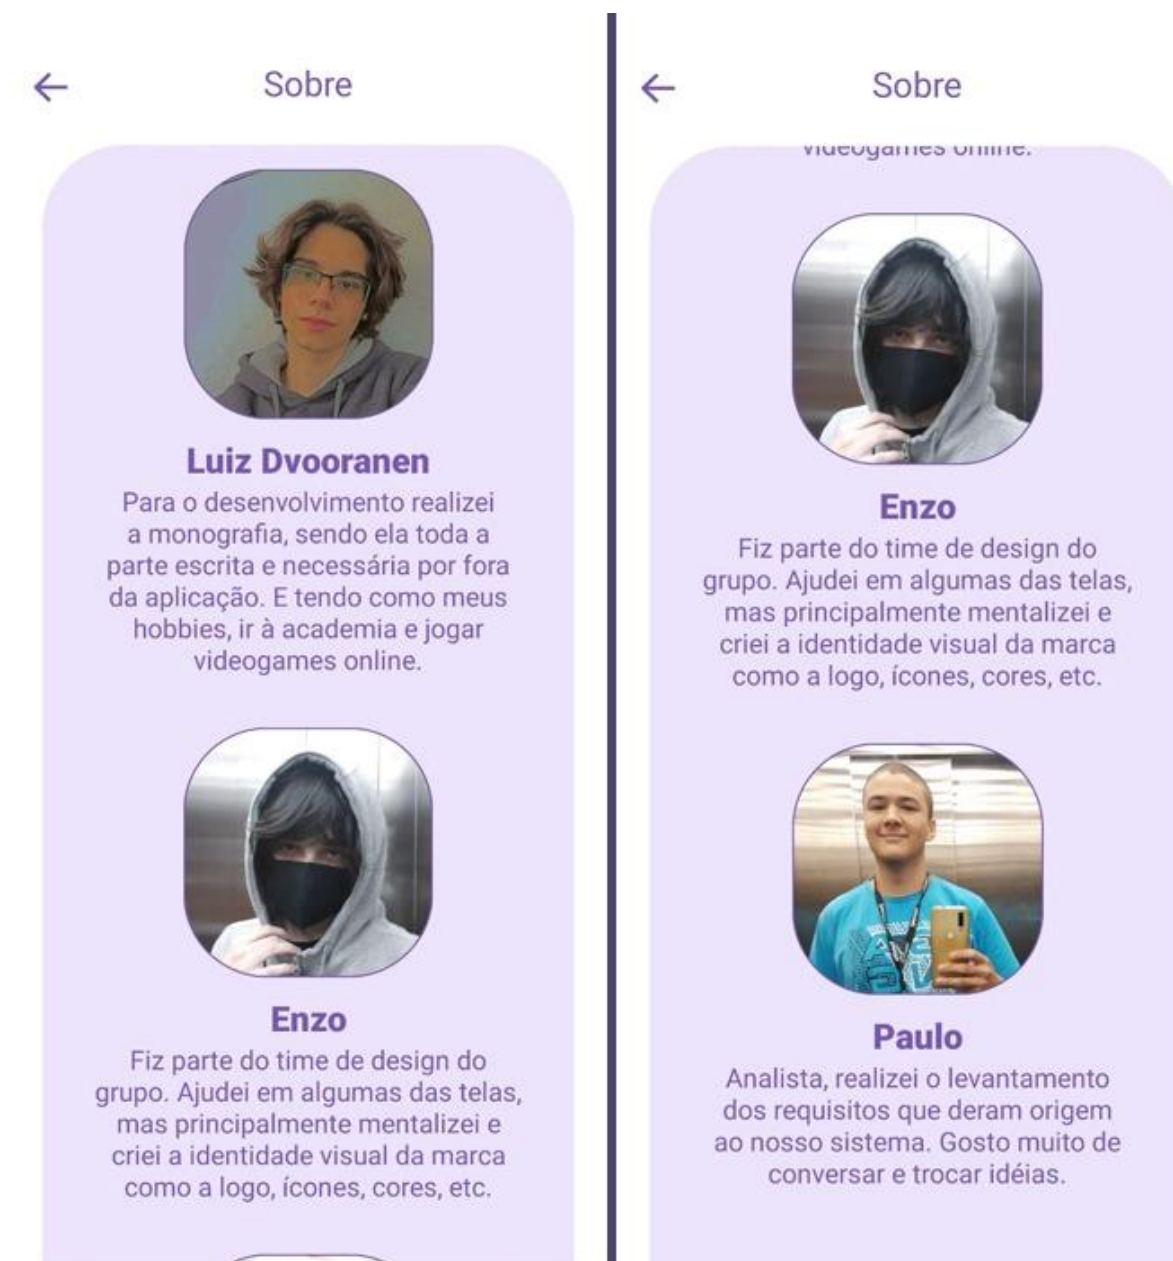 Sobre
Luiz Dvooranen
Para o desenvolvimento realizei
a monografia, sendo ela toda a
parte escrita e necessária por fora
da aplicação. E tendo como meus
hobbies, ir à academia e jogar
videogames online.
Enzo
Fiz parte do time de design do
grupo. Ajudei em algumas das telas,
mas principalmente mentalizei e
criei a identidade visual da marca
como a logo, ícones, cores, etc.
Sobre
videogames online.
Enzo
Fiz parte do time de design do
grupo. Ajudei em algumas das telas,
mas principalmente mentalizei e
criei a identidade visual da marca
como a logo, ícones, cores, etc.
Paulo
Analista, realizei o levantamento
dos requisitos que deram origem
ao nosso sistema. Gosto muito de
conversar e trocar idéias.